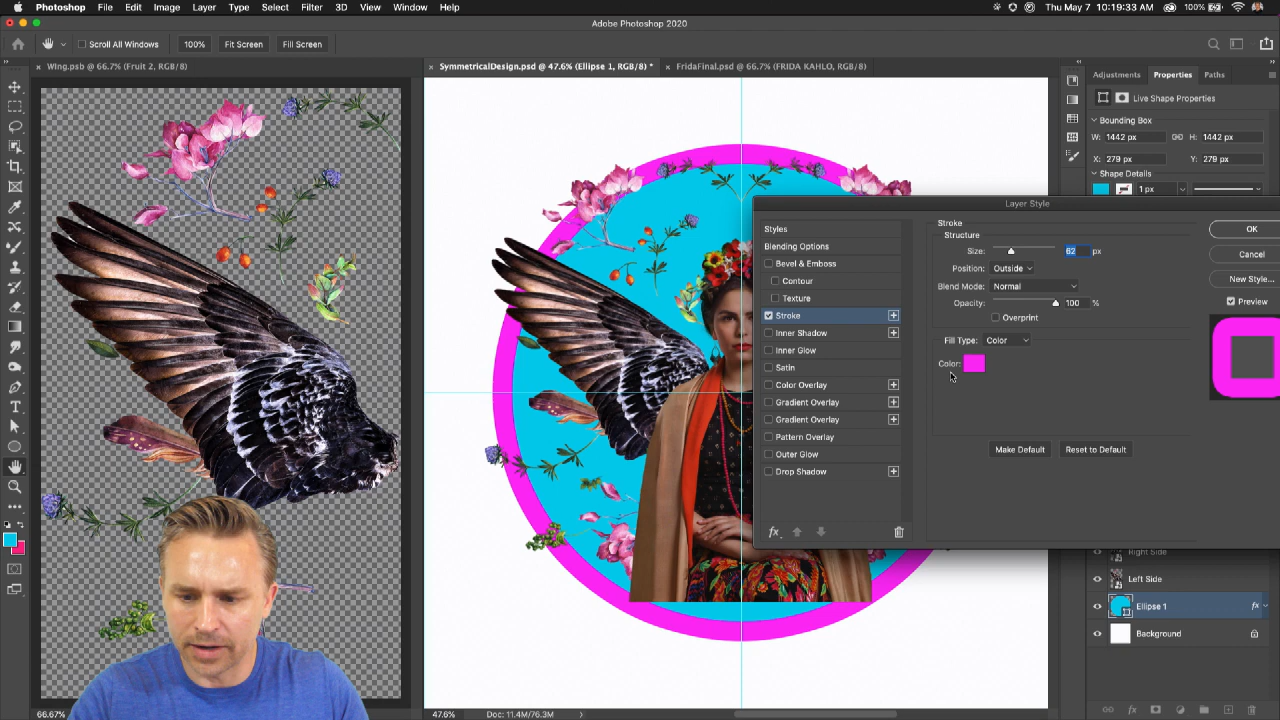 Photoshop File Edit Image Layer Type Select Filter 3D View Window Help 100% Thu May 7 10:19:33 AM
Adobe Photoshop 2020
Scroll All Windows 100% Fit Screen Fill Screen
× Wing.psb @ 66.7% (Fruit 2, RGB/8) × SymmetricalDesign.psd @ 47.6% (Ellipse 1, RGB/8) * × FridaFinal.psd @ 66.7% (FRIDA KAHLO, RGB/8)
Adjustments Properties Paths
Live Shape Properties
Bounding Box
W: 1442 px H: 1442 px
X: 279 px Y: 279 px
Shape Details
1 px
Layer Style
Styles
Blending Options
Bevel & Emboss
Contour
Texture
Stroke
Inner Shadow
Inner Glow
Satin
Color Overlay
Gradient Overlay
Gradient Overlay
Pattern Overlay
Outer Glow
Drop Shadow
fx
Stroke
Structure
Size: 62 px
Position: Outside
Blend Mode: Normal
Opacity: 100 %
Overprint
Fill Type: Color
Color:
Make Default Reset to Default
OK
Cancel
New Style...
Preview
Right Side
Left Side
Ellipse 1 fx
Background
66.67% 47.6% Doc: 11.4M/76.3M
fx